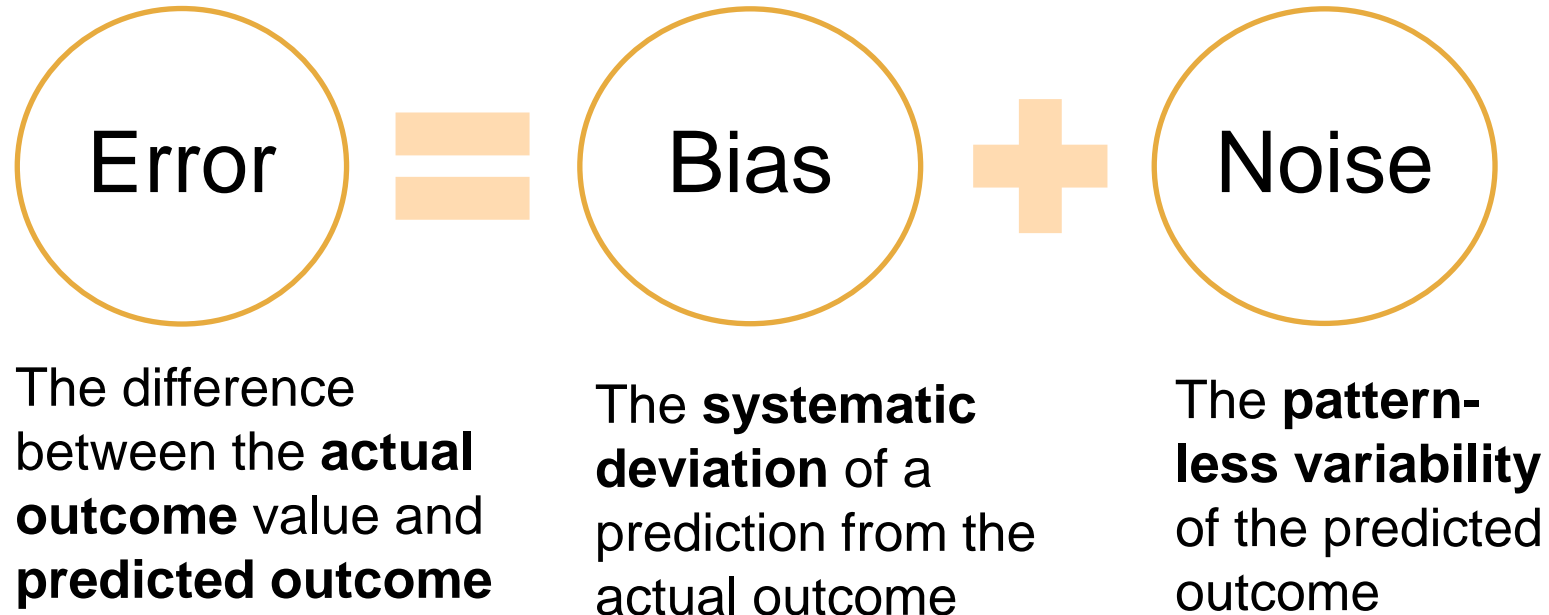 Error
Bias
Noise
The difference
between the actual
outcome value and
predicted outcome
The systematic
deviation of a
prediction from the
actual outcome
The pattern-
less variability
of the predicted
outcome